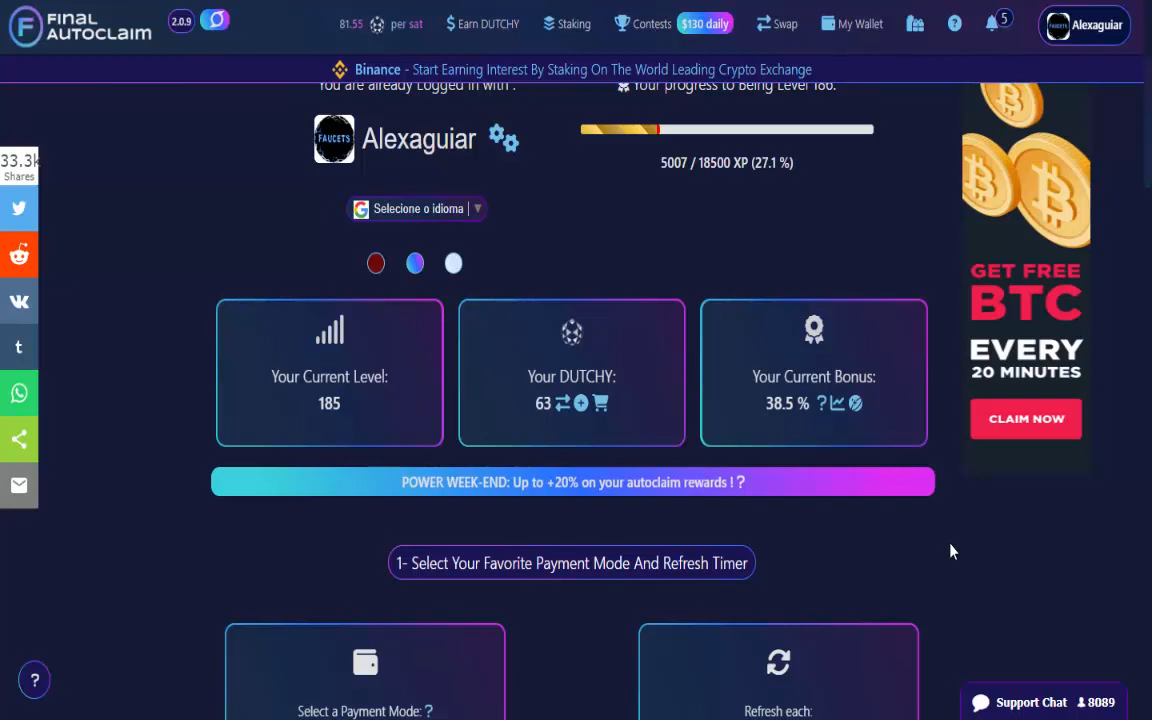 FINAL
AUTOCLAIM
2.0.9
81.55 per sat
Earn DUTCHY
Staking
Contests
$130 daily
Swap
My Wallet
?
5
FAUCETS
Alexaguiar
Binance - Start Earning Interest By Staking On The World Leading Crypto Exchange
You are already Logged in with :
Your progress to being Level 186.
FAUCETS
Alexaguiar
5007 / 18500 XP (27.1 %)
33.3k
Shares
G Selecione o idioma | ▼
Your Current Level:
185
Your DUTCHY:
63
Your Current Bonus:
38.5 % ?
POWER WEEK-END: Up to +20% on your autoclaim rewards ! ?
1- Select Your Favorite Payment Mode And Refresh Timer
Select a Payment Mode: ?
Refresh each:
GET FREE
BTC
EVERY
20 MINUTES
CLAIM NOW
?
Support Chat 8089